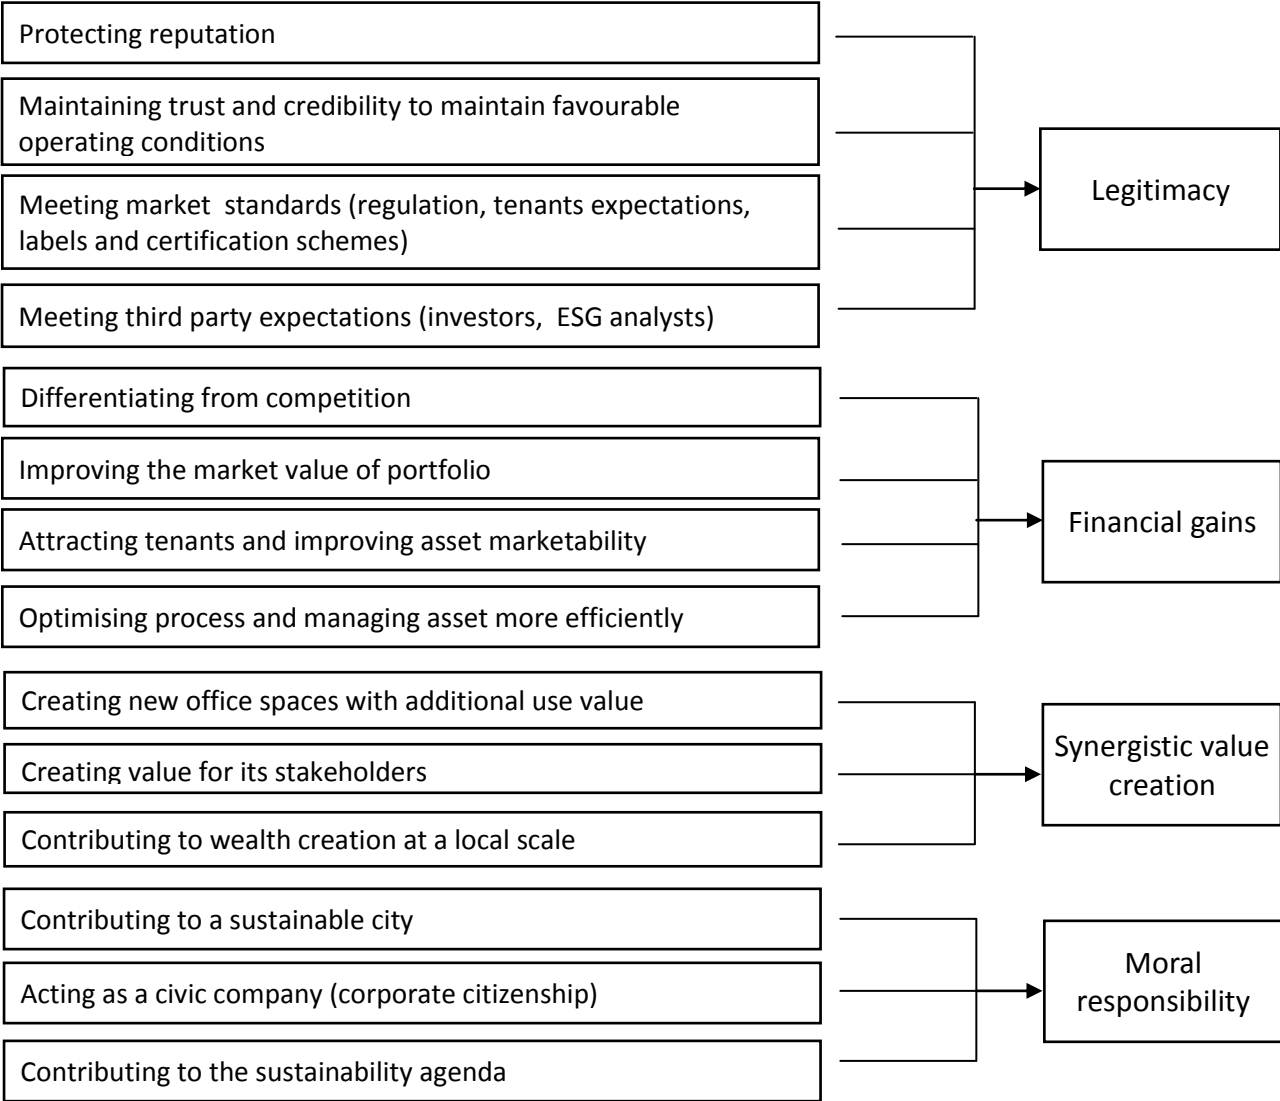 Protecting reputation
Maintaining trust and credibility to maintain favourable
operating conditions
Meeting market standards (regulation, tenants expectations,
labels and certification schemes)
Meeting third party expectations (investors, ESG analysts)
Legitimacy
Differentiating from competition
Improving the market value of portfolio
Attracting tenants and improving asset marketability
Optimising process and managing asset more efficiently
Financial gains
Creating new office spaces with additional use value
Creating value for its stakeholders
Contributing to wealth creation at a local scale
Synergistic value
creation
Contributing to a sustainable city
Acting as a civic company (corporate citizenship)
Contributing to the sustainability agenda
Moral
responsibility